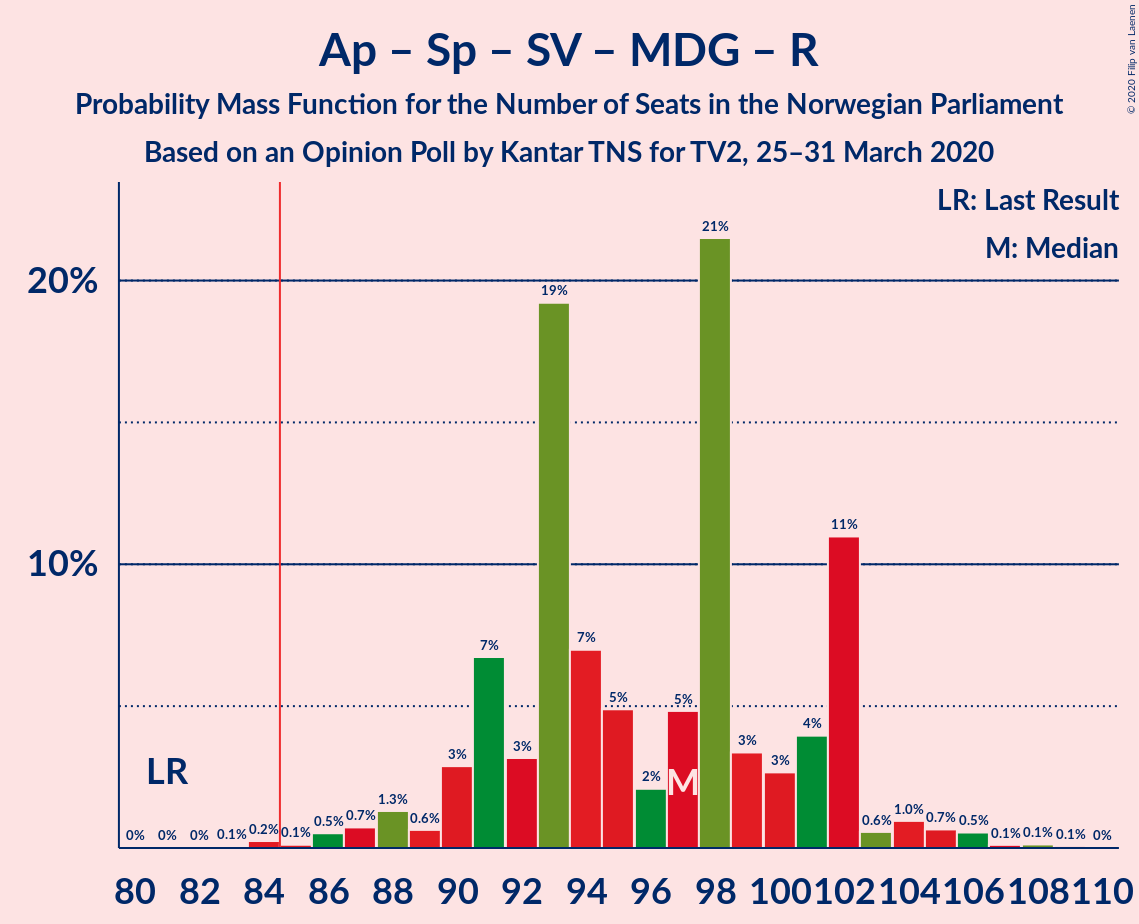 Ap – Sp – SV – MDG – R
Probability Mass Function for the Number of Seats in the Norwegian Parliament
Based on an Opinion Poll by Kantar TNS for TV2, 25–31 March 2020
© 2020 Filip van Laenen
LR: Last Result
M: Median
20%
10%
LR
M
0% 0% 0% 0.1% 0.2% 0.1% 0.5% 0.7% 1.3% 0.6% 3% 7% 3% 19% 7% 5% 2% 5% 21% 3% 3% 4% 11% 0.6% 1.0% 0.7% 0.5% 0.1% 0.1% 0.1% 0%
80 82 84 86 88 90 92 94 96 98 100 102 104 106 108 110